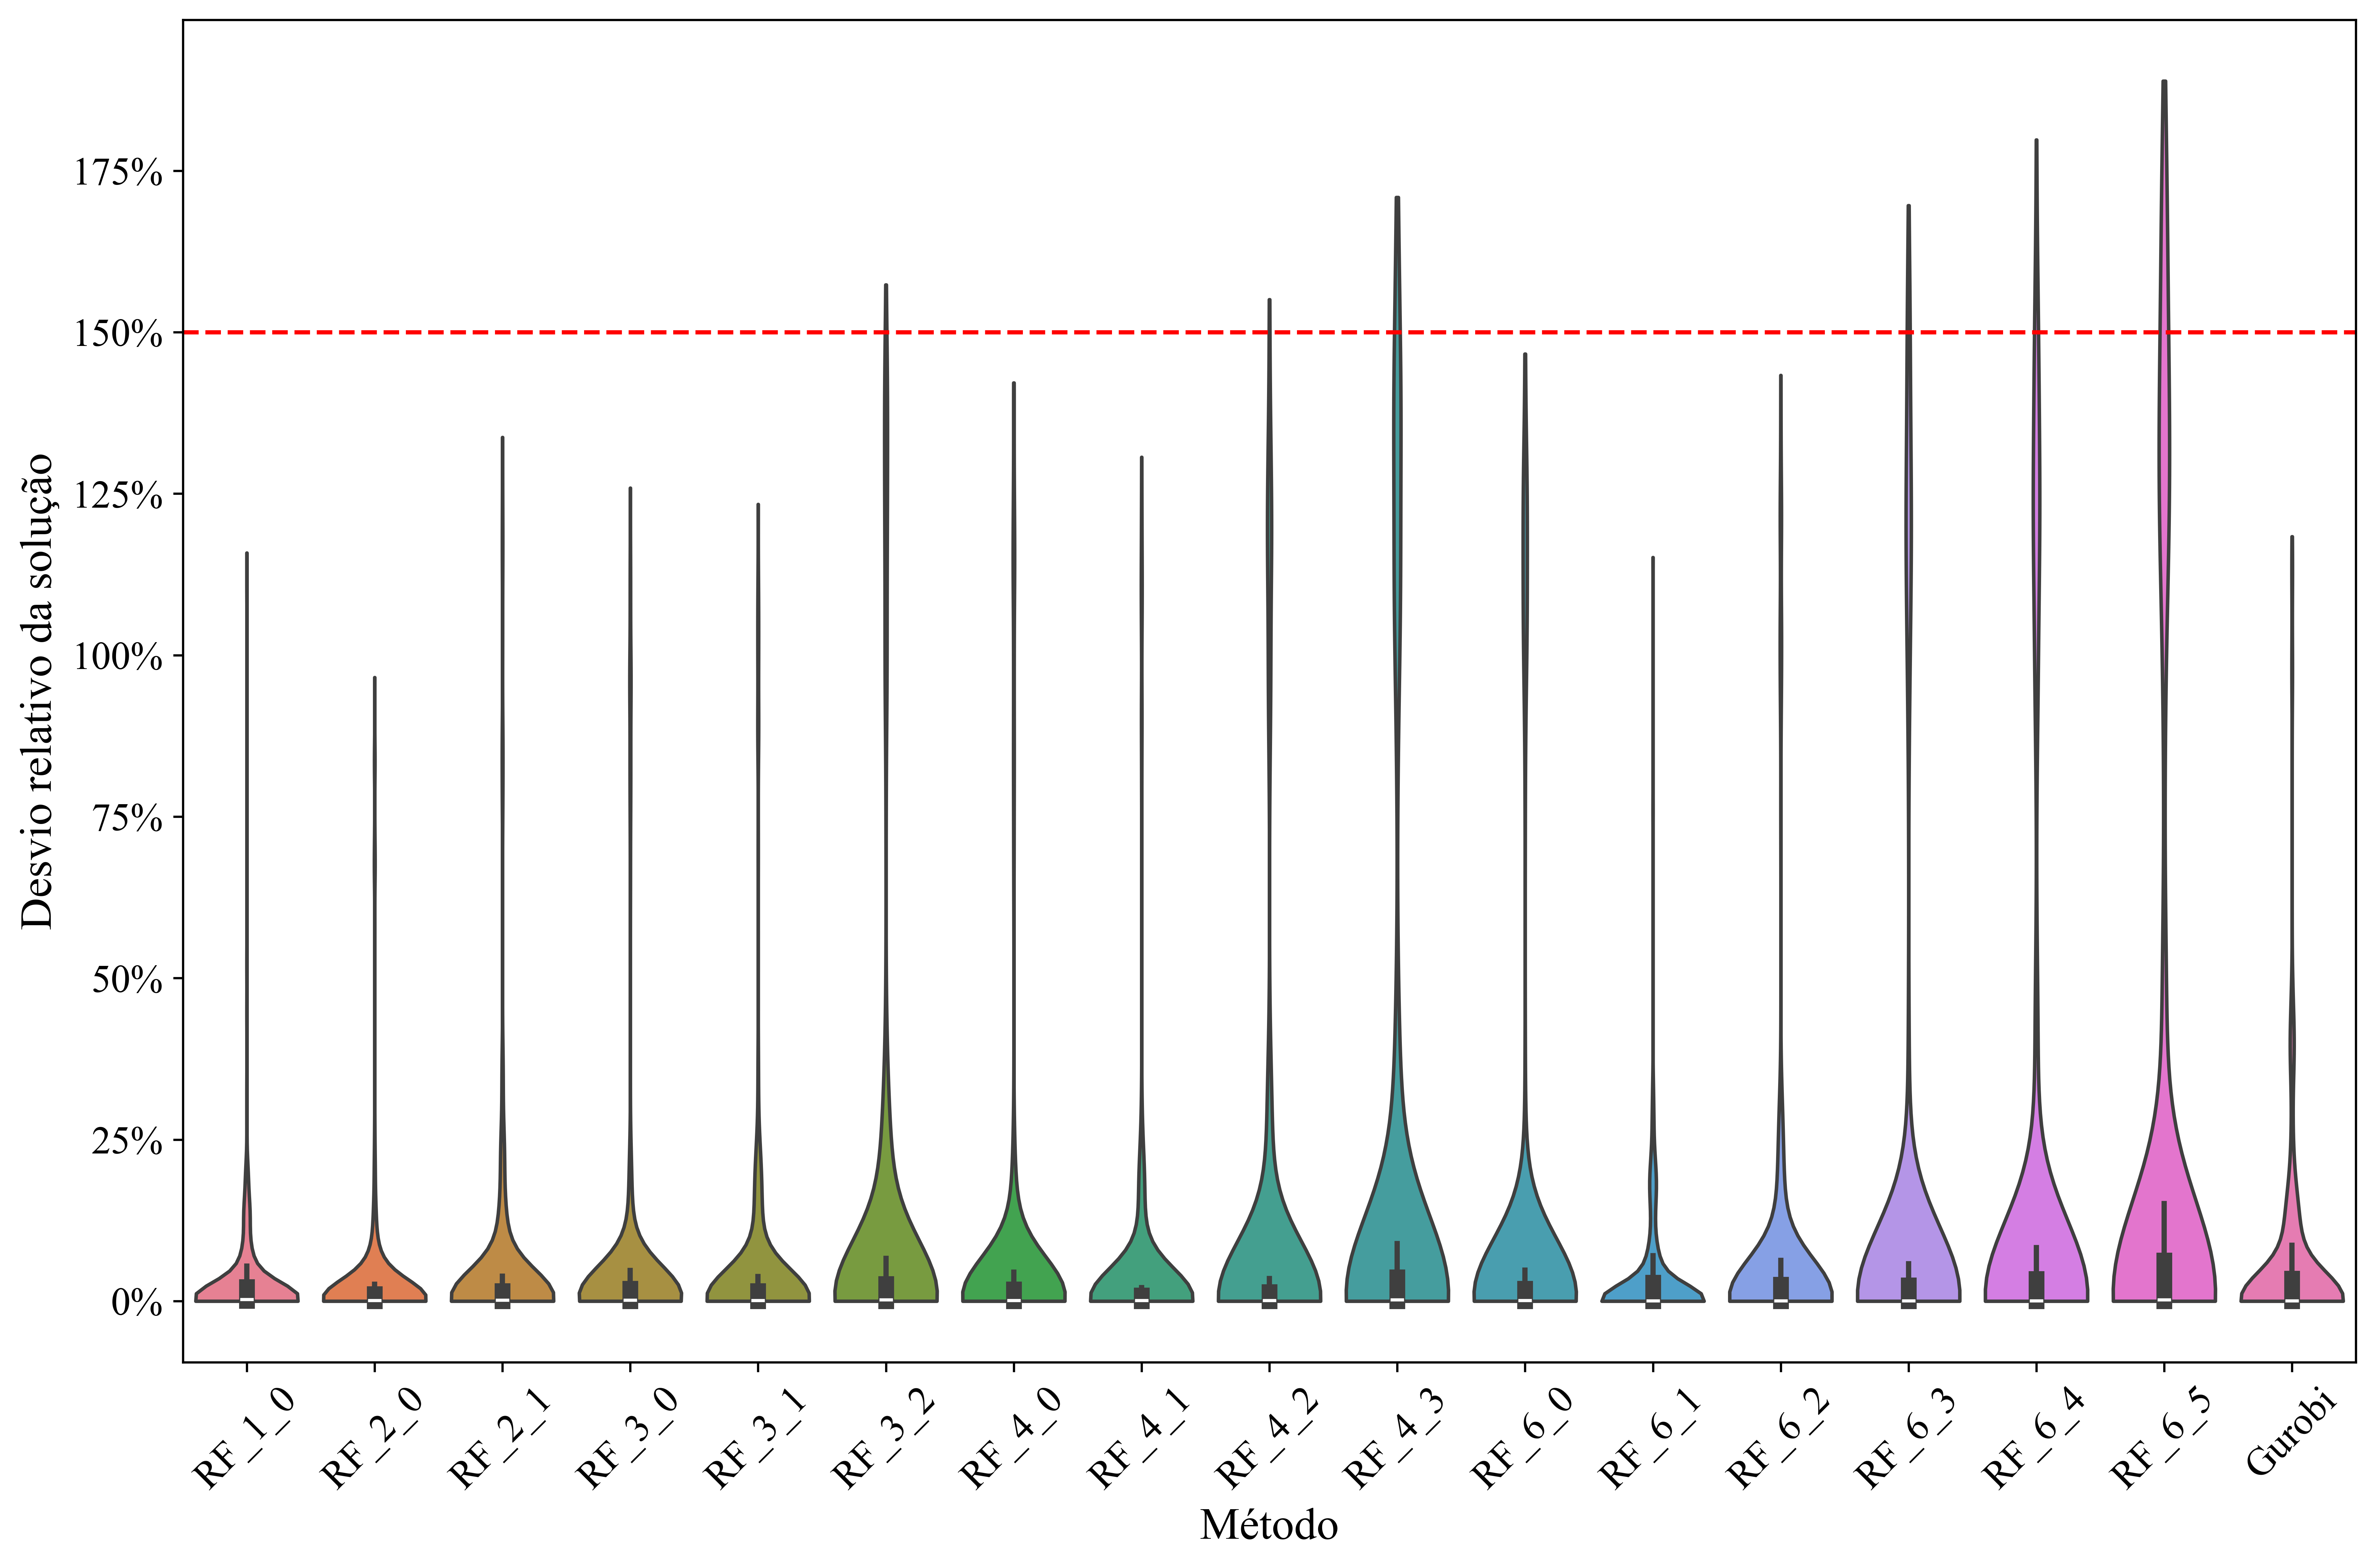 Desvio relativo da solução
175%
150%
125%
100%
75%
50%
25%
0%
RF_1_0
RF_2_0
RF_2_1
RF_3_0
RF_3_1
RF_3_2
RF_4_0
RF_4_1
RF_4_2
RF_4_3
RF_6_0
RF_6_1
RF_6_2
RF_6_3
RF_6_4
RF_6_5
Gurobi
Método